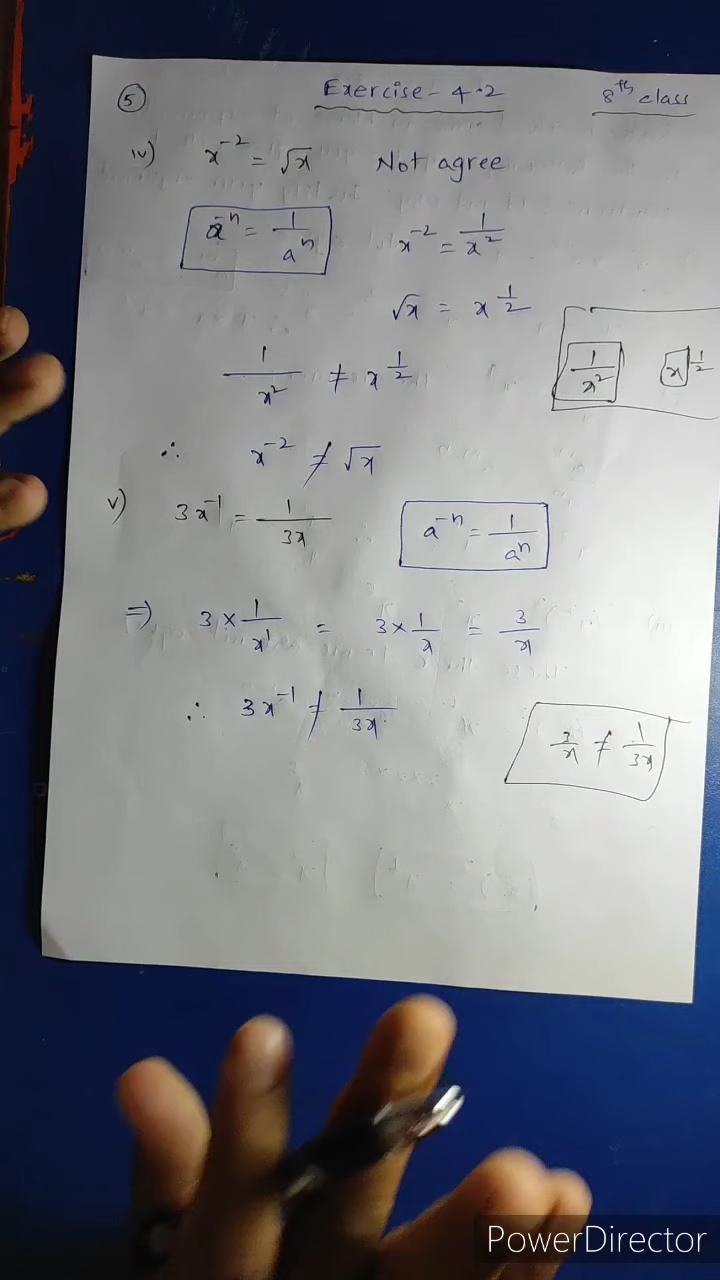 ⑤ Exercise - 4.2 8th class
iv) x⁻² = √x Not agree
a⁻ⁿ = 1/aⁿ x⁻² = 1/x²
√x = x^(1/2)
1/x² ≠ x^(1/2) 1/x² x^(1/2)
∴ x⁻² ≠ √x
v) 3x⁻¹ = 1/3x a⁻ⁿ = 1/aⁿ
⇒) 3 × 1/x¹ = 3 × 1/x = 3/x
∴ 3x⁻¹ ≠ 1/3x 3/x ≠ 1/3x
PowerDirector